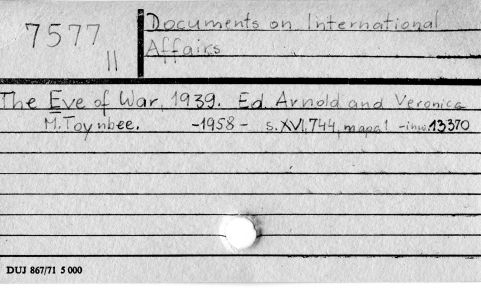 7577
II
Documents on International
Affairs
The Eve of War, 1939. Ed. Arnold and Veronica
M. Toynbee. -1958- s. XVI, 744, mapa 1 -inw. 13370
DUJ 867/71 5 000